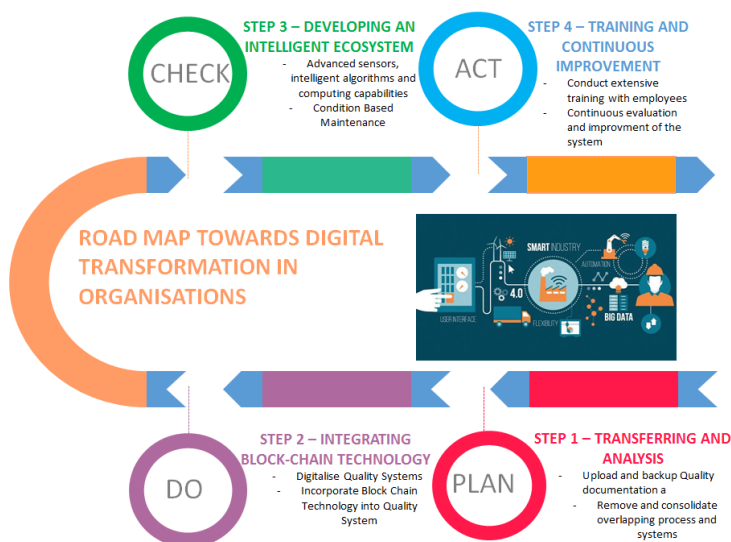 STEP 3 – DEVELOPING AN
INTELLIGENT ECOSYSTEM
- Advanced sensors,
intelligent algorithms and
computing capabilities
- Condition Based
Maintenance
CHECK
STEP 4 – TRAINING AND
CONTINUOUS
IMPROVEMENT
- Conduct extensive
training with employees
- Continuous evaluation
and improvment of the
system
ACT
ROAD MAP TOWARDS DIGITAL
TRANSFORMATION IN
ORGANISATIONS
SMART INDUSTRY
AUTOMATION
4.0
USER INTERFACE
FLEXIBILITY
BIG DATA
STEP 2 – INTEGRATING
BLOCK-CHAIN TECHNOLOGY
- Digitalise Quality Systems
- Incorporate Block Chain
Technology into Quality
System
DO
STEP 1 – TRANSFERRING AND
ANALYSIS
- Upload and backup Quality
documentation a
- Remove and consolidate
overlapping process and
systems
PLAN